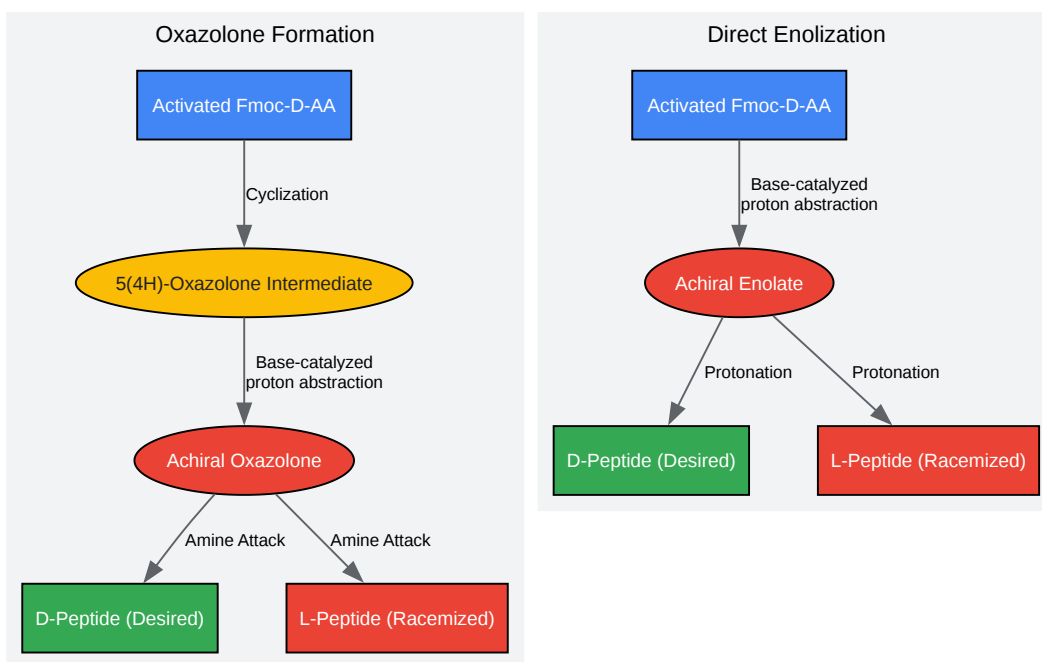 Oxazolone Formation
Activated Fmoc-D-AA
Cyclization
5(4H)-Oxazolone Intermediate
Base-catalyzed
proton abstraction
Achiral Oxazolone
Amine Attack
Amine Attack
D-Peptide (Desired)
L-Peptide (Racemized)
Direct Enolization
Activated Fmoc-D-AA
Base-catalyzed
proton abstraction
Achiral Enolate
Protonation
Protonation
D-Peptide (Desired)
L-Peptide (Racemized)